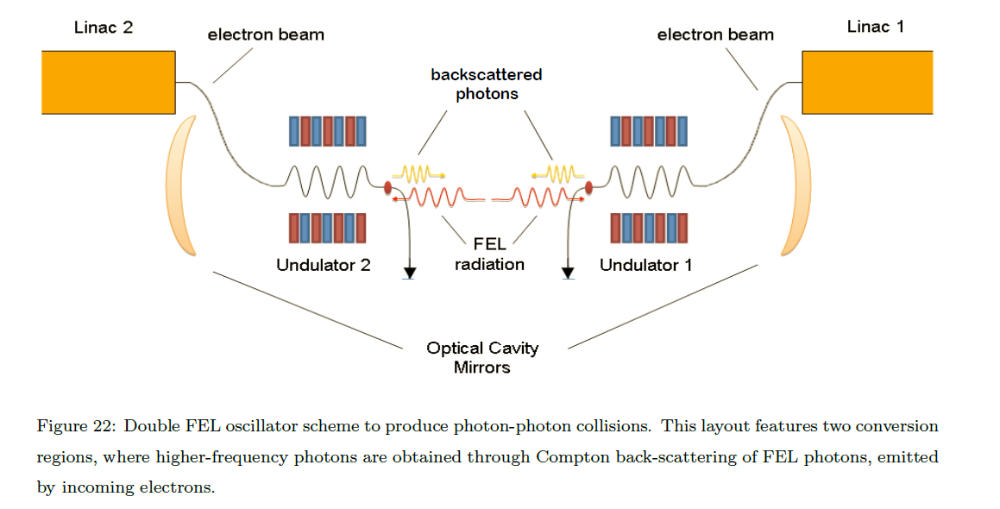 Linac 2
Linac 1
electron beam
electron beam
backscattered
photons
FEL
radiation
Undulator 2
Undulator 1
Optical Cavity
Mirrors
Figure 22: Double FEL oscillator scheme to produce photon-photon collisions. This layout features two conversion
regions, where higher-frequency photons are obtained through Compton back-scattering of FEL photons, emitted
by incoming electrons.